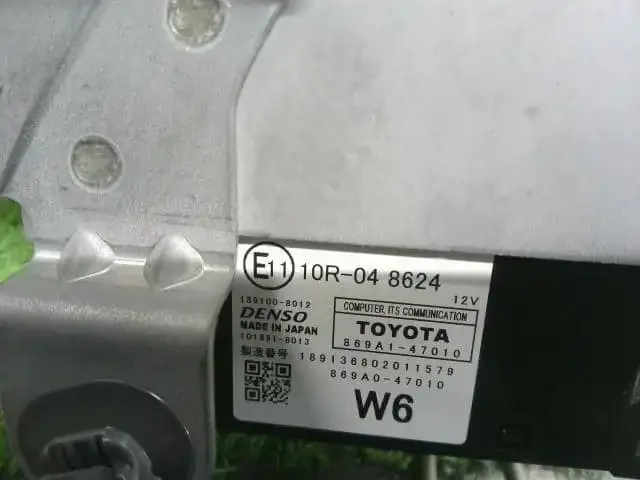 E11 10R-04 8624
12V
189100-8012
DENSO
MADE IN JAPAN
101891-8013
COMPUTER, ITS COMMUNICATION
TOYOTA
869A1-47010
製造番号 189136802011579
869A0-47010
W6